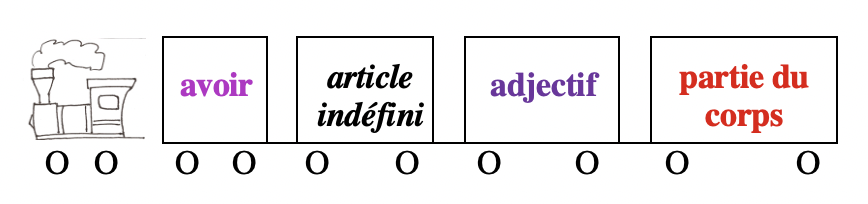 avoir
article
indéfini
adjectif
partie du
corps
O O O O O O O O O O